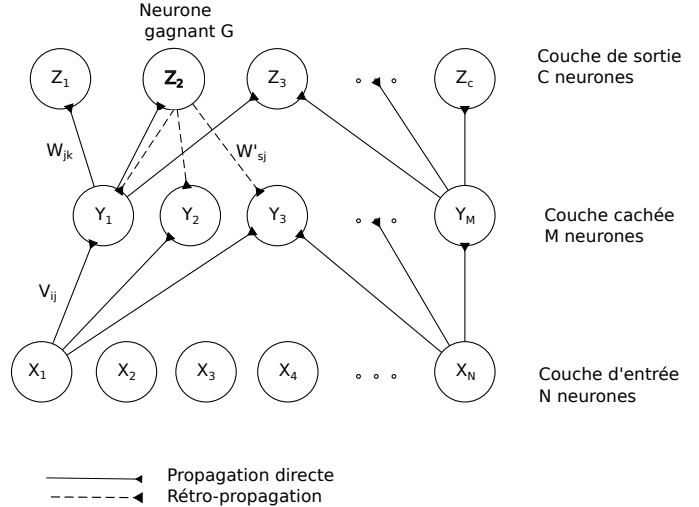 Neurone
gagnant G
Z1 Z2 Z3 Zc
Couche de sortie
C neurones
Wjk
W'sj
Y1 Y2 Y3 YM
Couche cachée
M neurones
Vij
X1 X2 X3 X4 XN
Couche d'entrée
N neurones
Propagation directe
Rétro-propagation